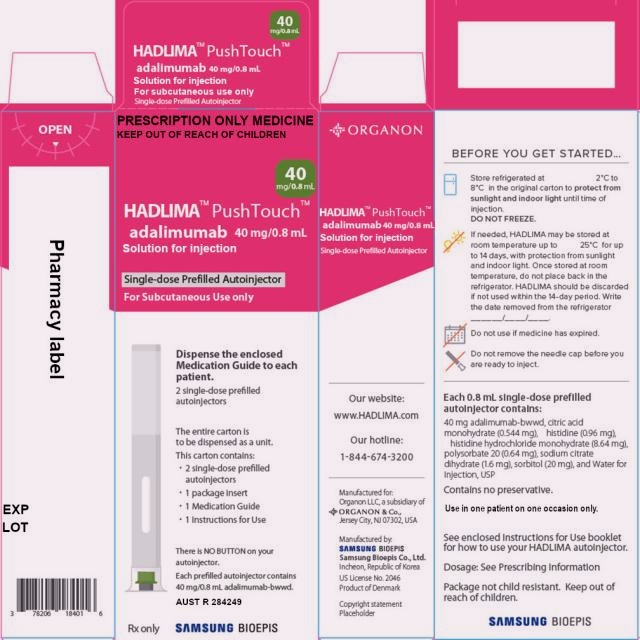 40
mg/0.8 mL
HADLIMA™ PushTouch™
adalimumab 40 mg/0.8 mL
Solution for injection
For subcutaneous use only
Single-dose Prefilled Autoinjector
OPEN
Pharmacy label
EXP
LOT
3 78206 18401 6
PRESCRIPTION ONLY MEDICINE
KEEP OUT OF REACH OF CHILDREN
40
mg/0.8 mL
HADLIMA™ PushTouch™
adalimumab 40 mg/0.8 mL
Solution for injection
Single-dose Prefilled Autoinjector
For Subcutaneous Use only
Dispense the enclosed
Medication Guide to each
patient.
2 single-dose prefilled
autoinjectors
The entire carton is
to be dispensed as a unit.
This carton contains:
• 2 single-dose prefilled
autoinjectors
• 1 package insert
• 1 Medication Guide
• 1 Instructions for Use
There is NO BUTTON on your
autoinjector.
Each prefilled autoinjector contains
40 mg/0.8 mL adalimumab-bwwd.
AUST R 284249
Rx only SAMSUNG BIOEPIS
ORGANON
HADLIMA™ PushTouch™
adalimumab 40 mg/0.8 mL
Solution for injection
Single-dose Prefilled Autoinjector
Our website:
www.HADLIMA.com
Our hotline:
1-844-674-3200
Manufactured for:
Organon LLC, a subsidiary of
ORGANON & Co.,
Jersey City, NJ 07302, USA
Manufactured by:
SAMSUNG BIOEPIS
Samsung Bioepis Co., Ltd.
Incheon, Republic of Korea
US License No. 2046
Product of Denmark
Copyright statement
Placeholder
BEFORE YOU GET STARTED...
Store refrigerated at 2°C to
8°C in the original carton to protect from
sunlight and indoor light until time of
injection.
DO NOT FREEZE.
If needed, HADLIMA may be stored at
room temperature up to 25°C for up
to 14 days, with protection from sunlight
and indoor light. Once stored at room
temperature, do not place back in the
refrigerator. HADLIMA should be discarded
if not used within the 14-day period. Write
the date removed from the refrigerator
______/____/____.
Do not use if medicine has expired.
Do not remove the needle cap before you
are ready to inject.
Each 0.8 mL single-dose prefilled
autoinjector contains:
40 mg adalimumab-bwwd, citric acid
monohydrate (0.544 mg), histidine (0.96 mg),
histidine hydrochloride monohydrate (8.64 mg),
polysorbate 20 (0.64 mg), sodium citrate
dihydrate (1.6 mg), sorbitol (20 mg), and Water for
Injection, USP
Contains no preservative.
Use in one patient on one occasion only.
See enclosed Instructions for Use booklet
for how to use your HADLIMA autoinjector.
Dosage: See Prescribing Information
Package not child resistant. Keep out of
reach of children.
SAMSUNG BIOEPIS